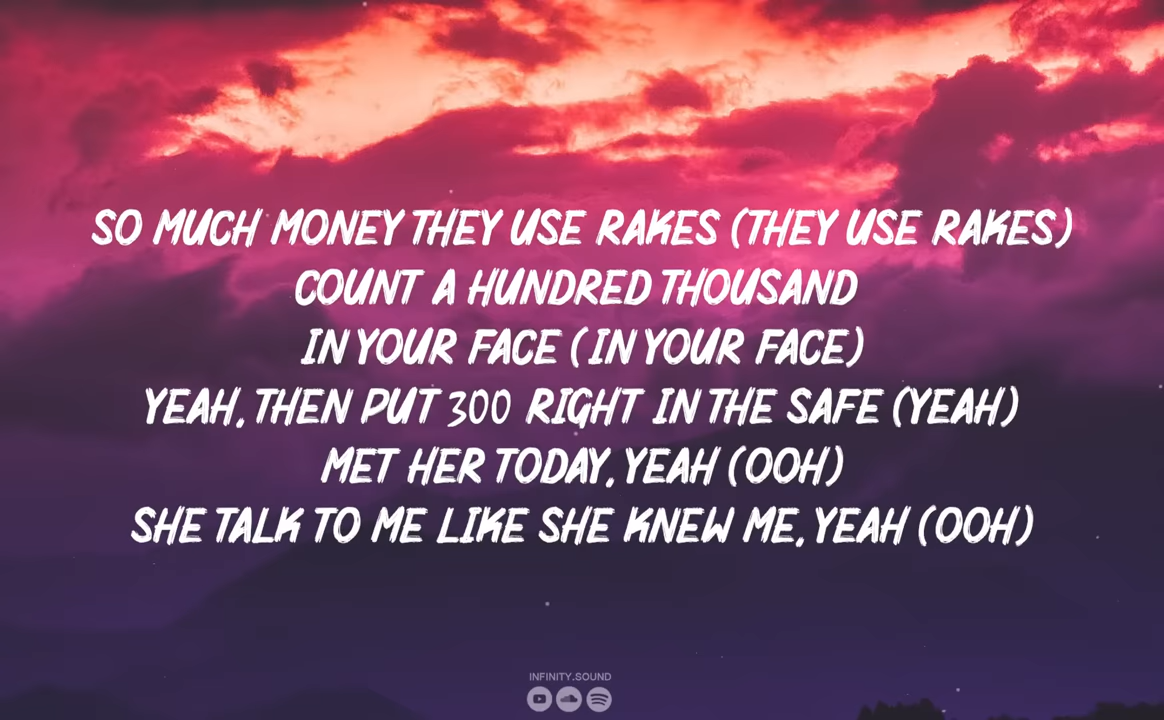 SO MUCH MONEY THEY USE RAKES (THEY USE RAKES)
COUNT A HUNDRED THOUSAND
IN YOUR FACE (IN YOUR FACE)
YEAH, THEN PUT 300 RIGHT IN THE SAFE (YEAH)
MET HER TODAY, YEAH (OOH)
SHE TALK TO ME LIKE SHE KNEW ME, YEAH (OOH)
INFINITY.SOUND